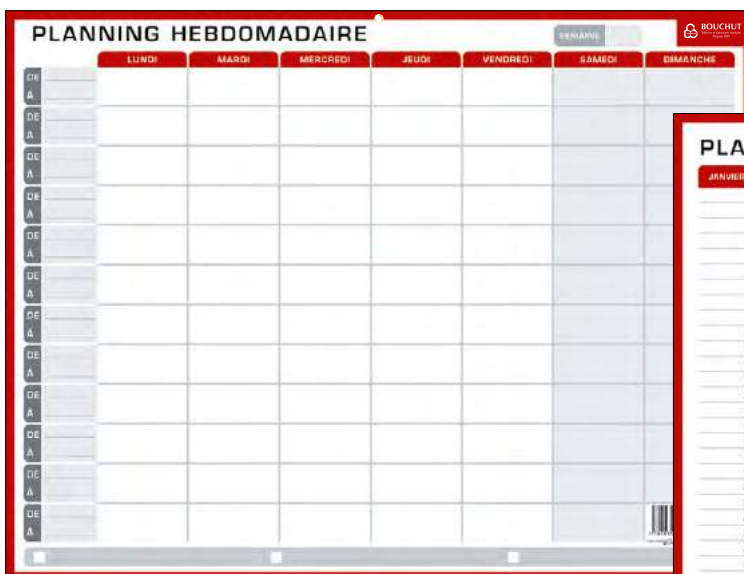 PLANNING HEBDOMADAIRE
SEMAINE
BOUCHUT
LUNDI MARDI MERCREDI JEUDI VENDREDI SAMEDI DIMANCHE
DE
A
DE
A
DE
A
DE
A
DE
A
DE
A
DE
A
DE
A
DE
A
DE
A
DE
A
DE
A
PLA
JANVIER